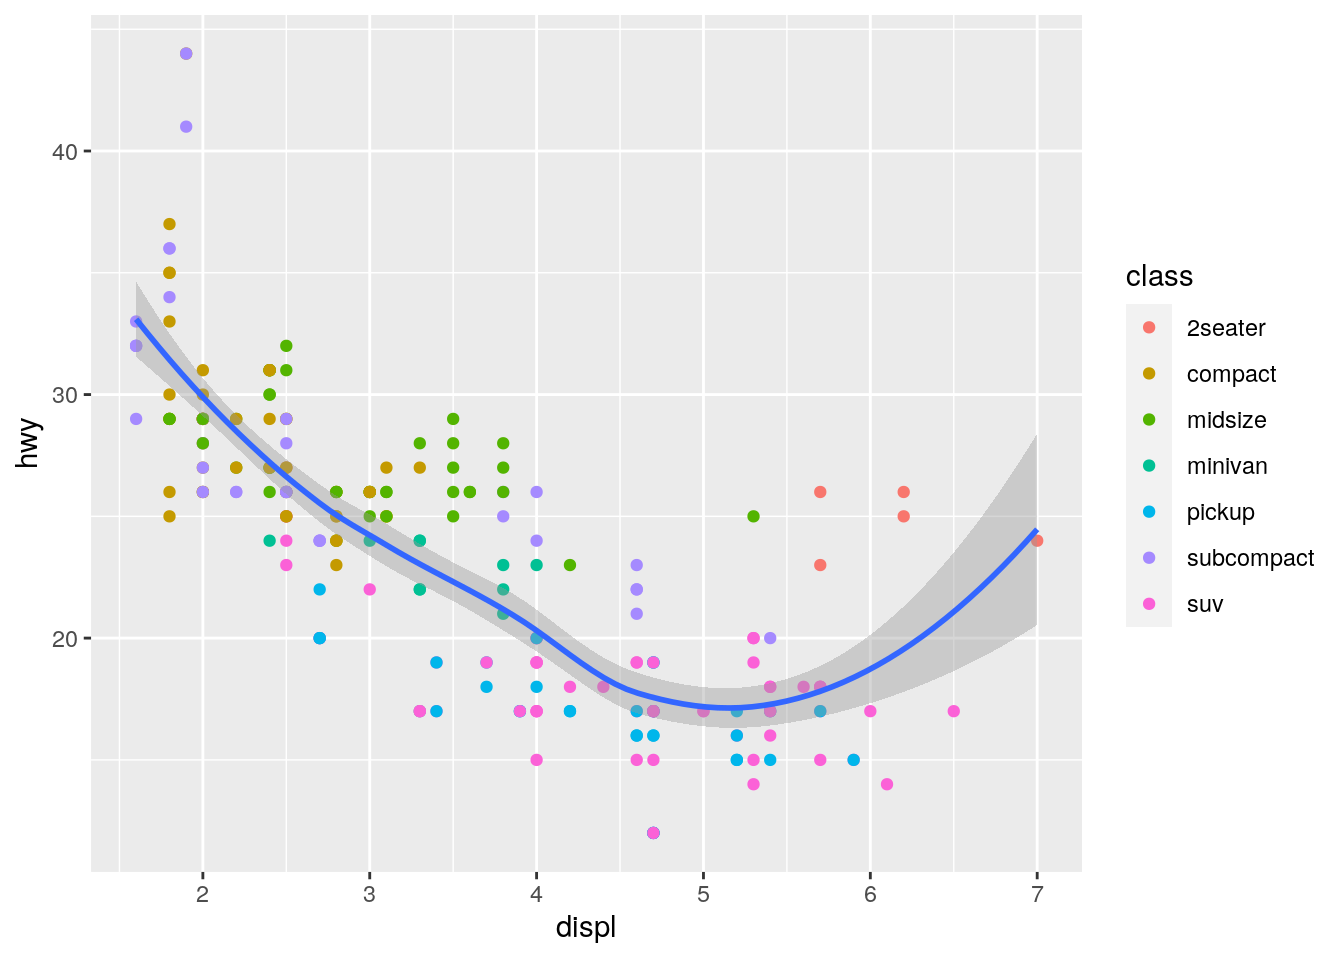 hwy
40
30
20
2 3 4 5 6 7
displ
class
2seater
compact
midsize
minivan
pickup
subcompact
suv